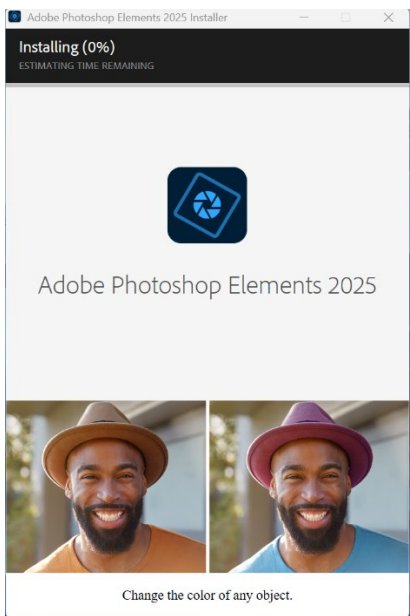 Adobe Photoshop Elements 2025 Installer
Installing (0%)
ESTIMATING TIME REMAINING
Adobe Photoshop Elements 2025
Change the color of any object.